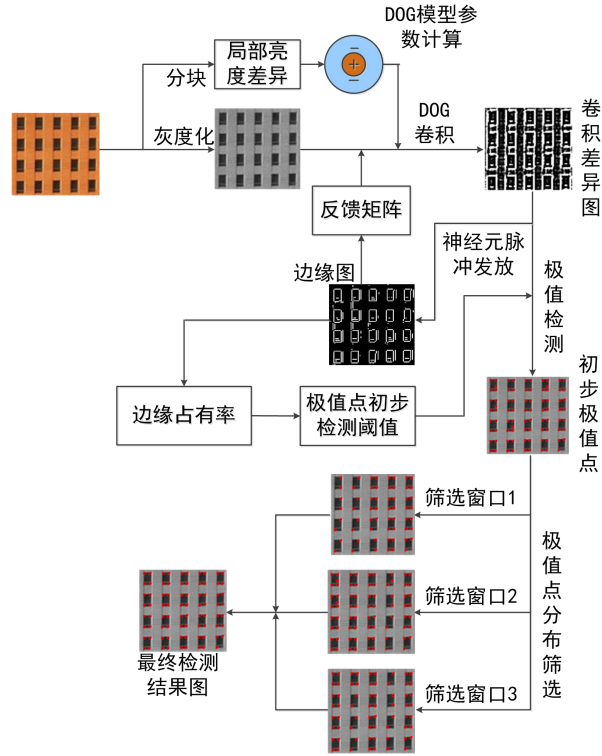 DOG模型参
数计算
局部亮
度差异
分块
灰度化
DOG
卷积
卷积差异图
反馈矩阵
神经元脉
冲发放
边缘图
极值检测
初步极值点
边缘占有率
极值点初步
检测阈值
筛选窗口1
筛选窗口2
筛选窗口3
极值点分布筛选
最终检测
结果图